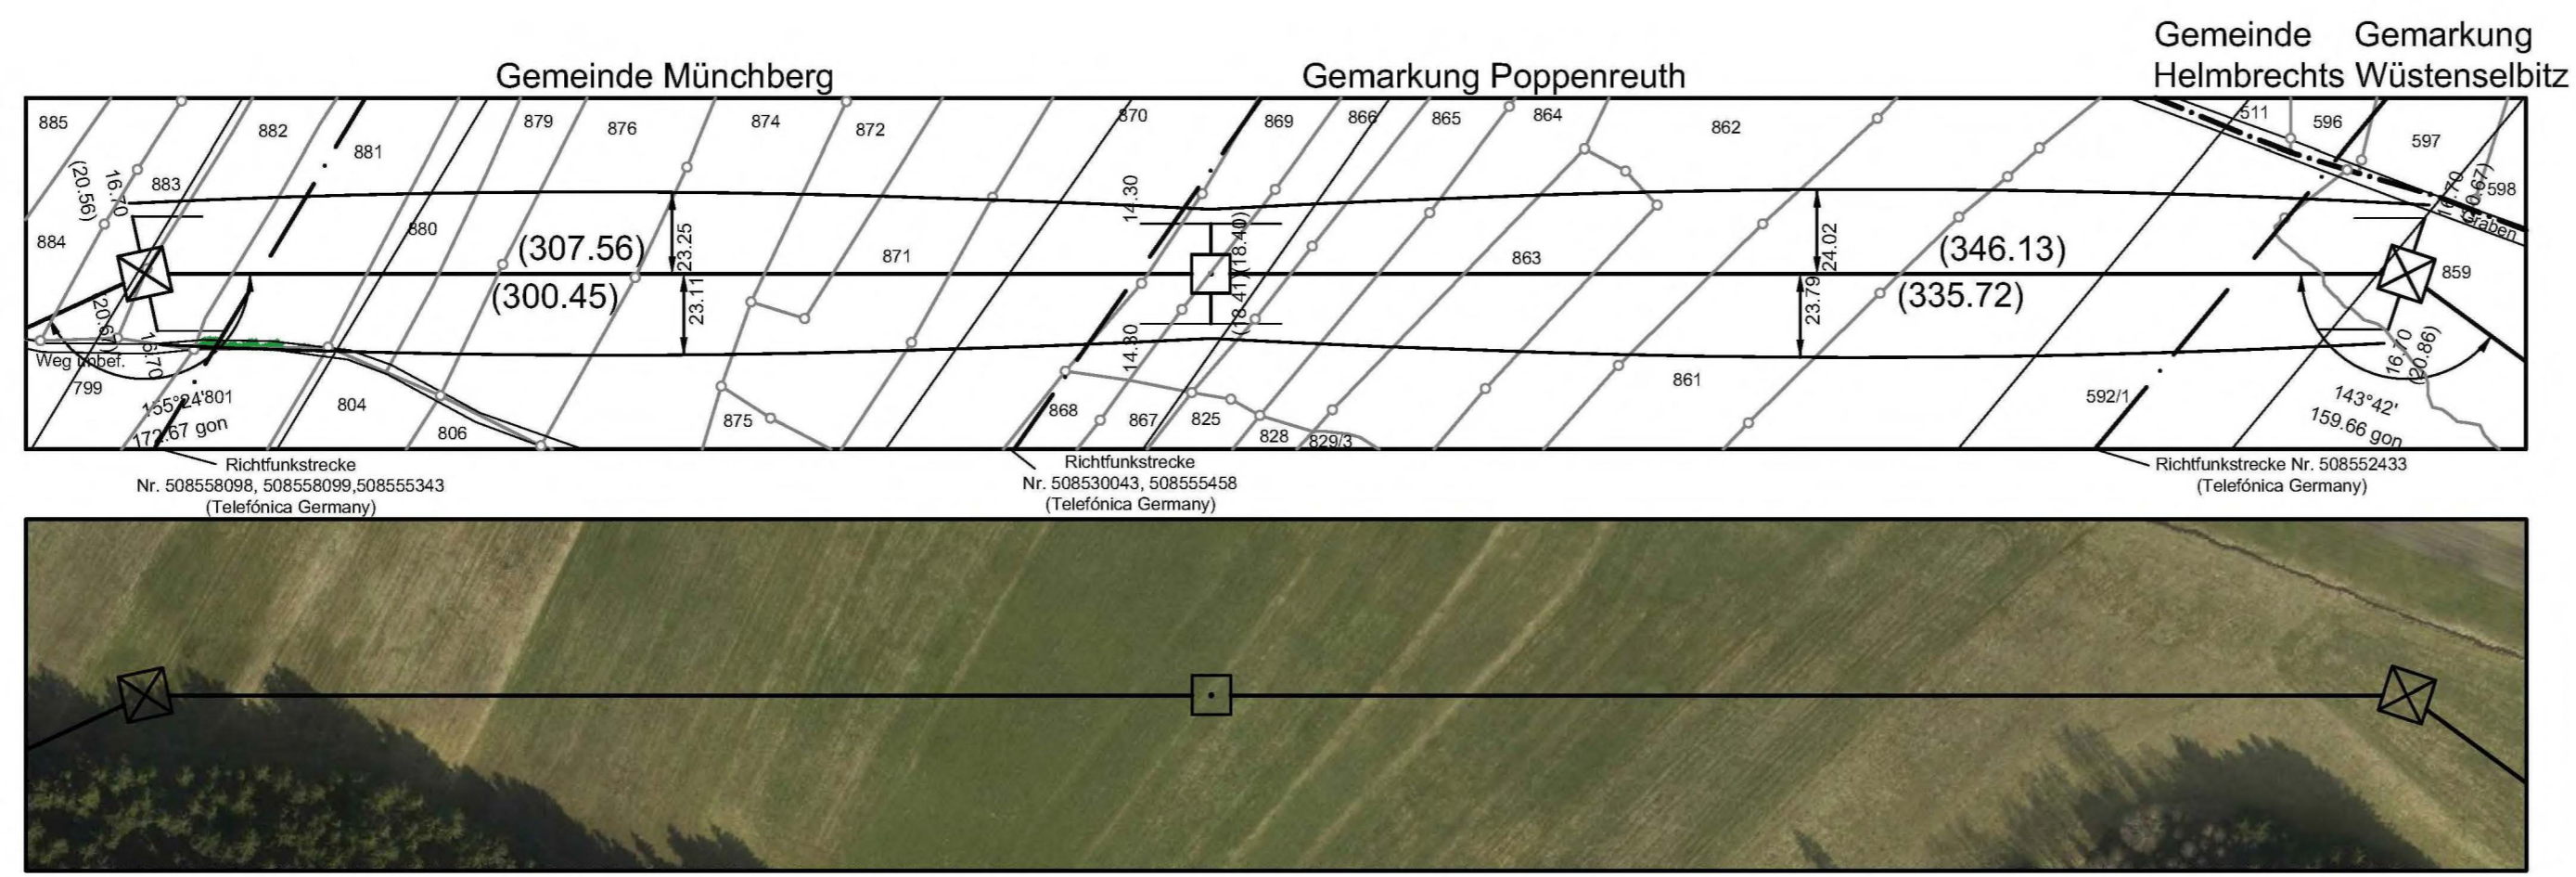 Gemeinde Gemarkung
Gemeinde Münchberg Gemarkung Poppenreuth Helmbrechts Wüstenselbitz
885 882 881 879 876 874 872 870 869 866 865 864 862 511 596 597
883 598
884 880 871 863 859
16.70
(20.56)
(307.56)
23.25
14.30
(18.40)
24.02
(346.13)
16.70
Graben
(300.45)
23.11
(18.41)
23.79
(335.72)
16.70
14.30
16.70
(20.86)
Weg unbef.
799 804 806 875 868 867 825 828 829/3 861 592/1
155°24'801
172.67 gon
143°42'
159.66 gon
Richtfunkstrecke
Nr. 508558098, 508558099,508555343
(Telefónica Germany)
Richtfunkstrecke
Nr. 508530043, 508555458
(Telefónica Germany)
Richtfunkstrecke Nr. 508552433
(Telefónica Germany)